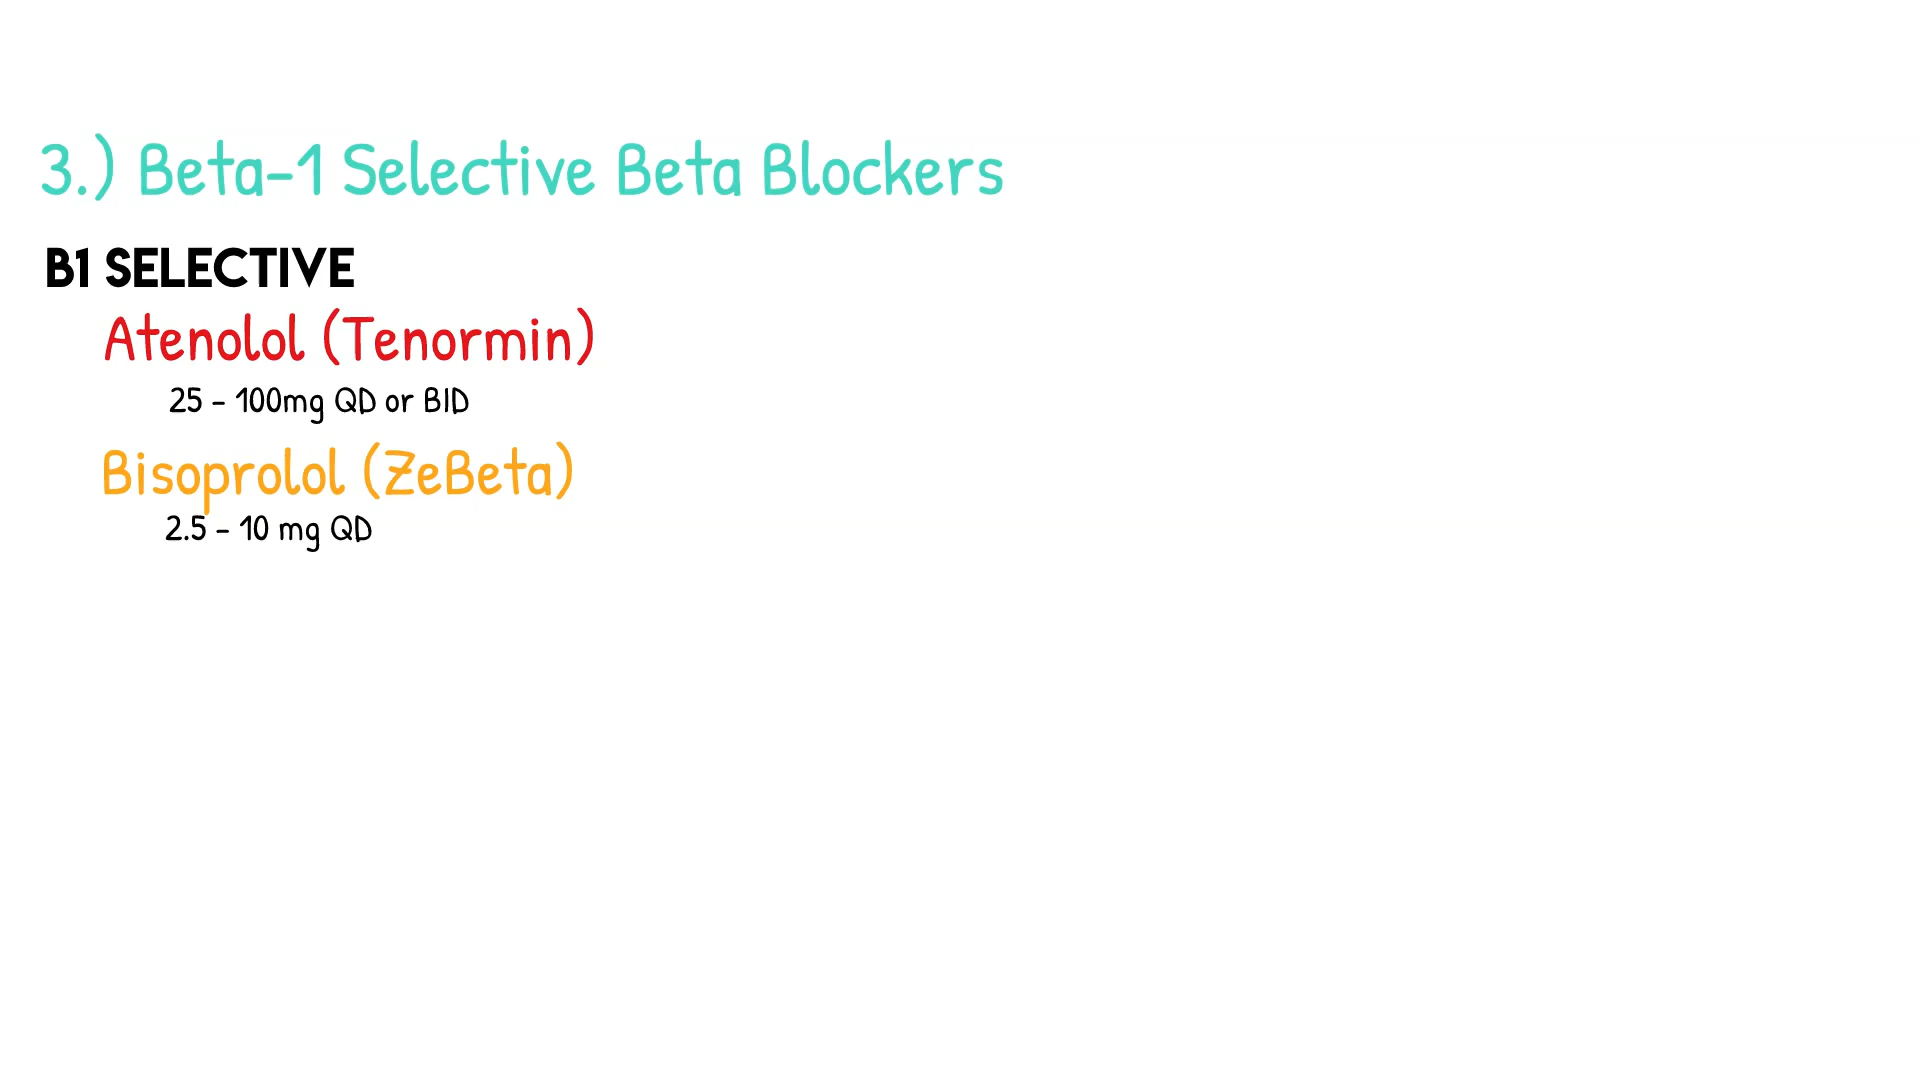 3.) Beta-1 Selective Beta Blockers
B1 SELECTIVE
Atenolol (Tenormin)
25 - 100mg QD or BID
Bisoprolol (ZeBeta)
2.5 - 10 mg QD